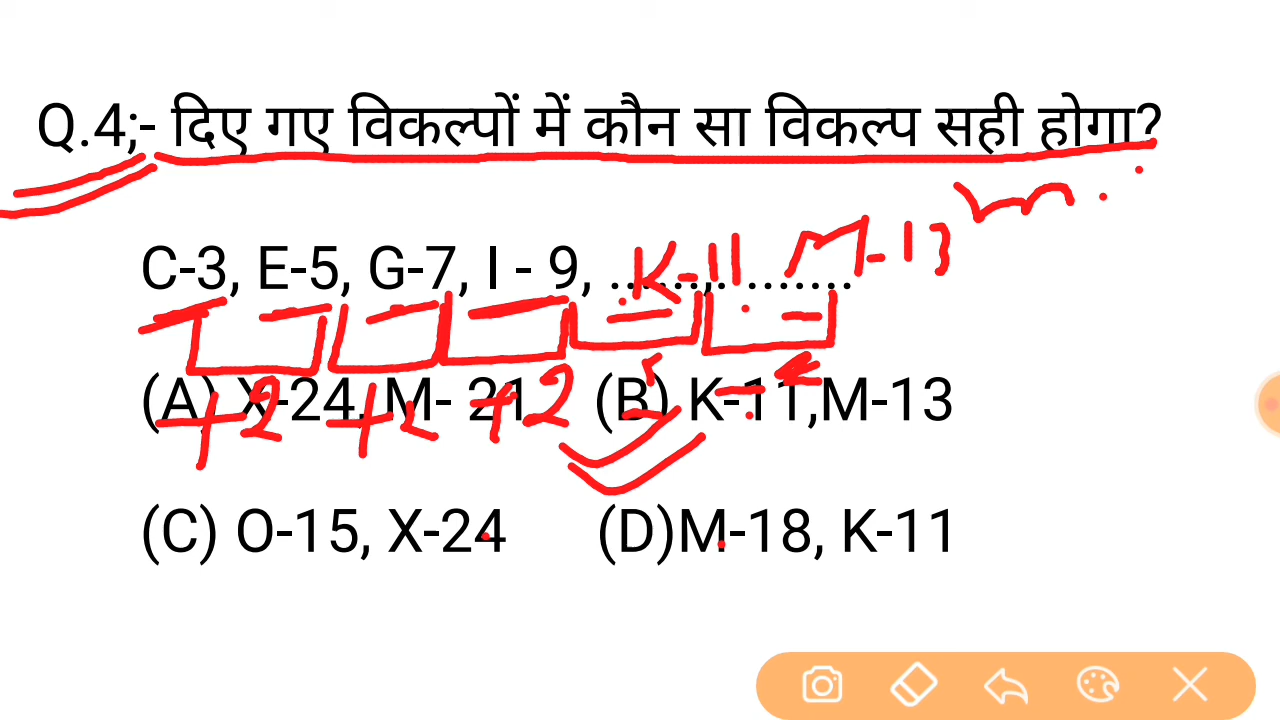 Q.4;- दिए गए विकल्पों में कौन सा विकल्प सही होगा?
C-3, E-5, G-7, I - 9, ......,. ....... K-11 M-13
+2 +2 +2
(A) X-24, M- 21 (B) K-11,M-13
(C) O-15, X-24 (D)M-18, K-11